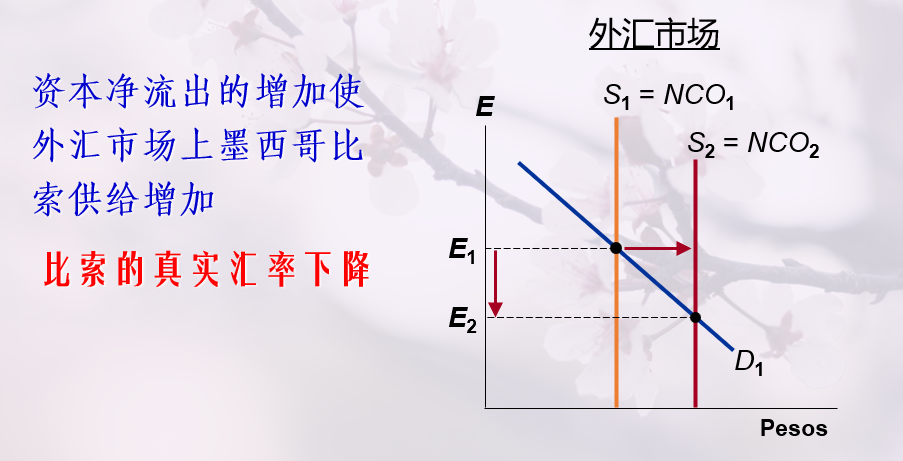 外汇市场
资本净流出的增加使
外汇市场上墨西哥比
索供给增加
比索的真实汇率下降
E
S1 = NCO1
S2 = NCO2
E1
E2
D1
Pesos